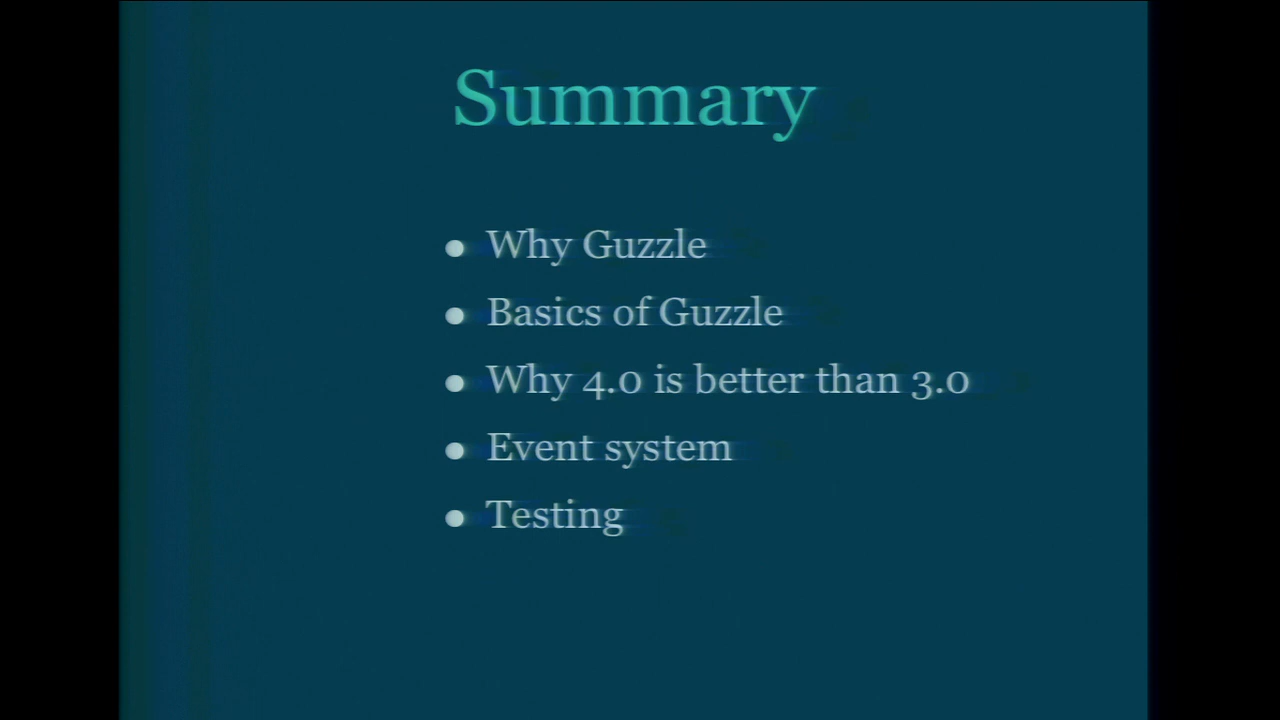 Summary
• Why Guzzle
• Basics of Guzzle
• Why 4.0 is better than 3.0
• Event system
• Testing